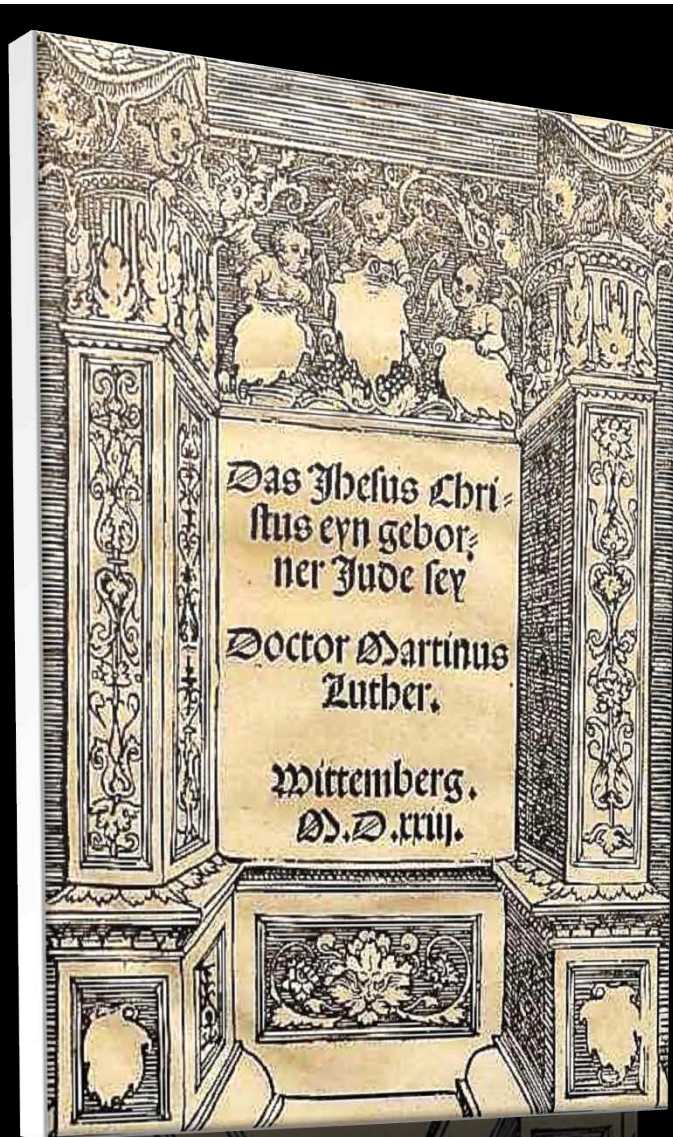 Das Jhesus Chri⸗
stus eyn gebor⸗
ner Jude sey
Doctor Martinus
Luther.
Wittemberg.
M.D.xxiij.